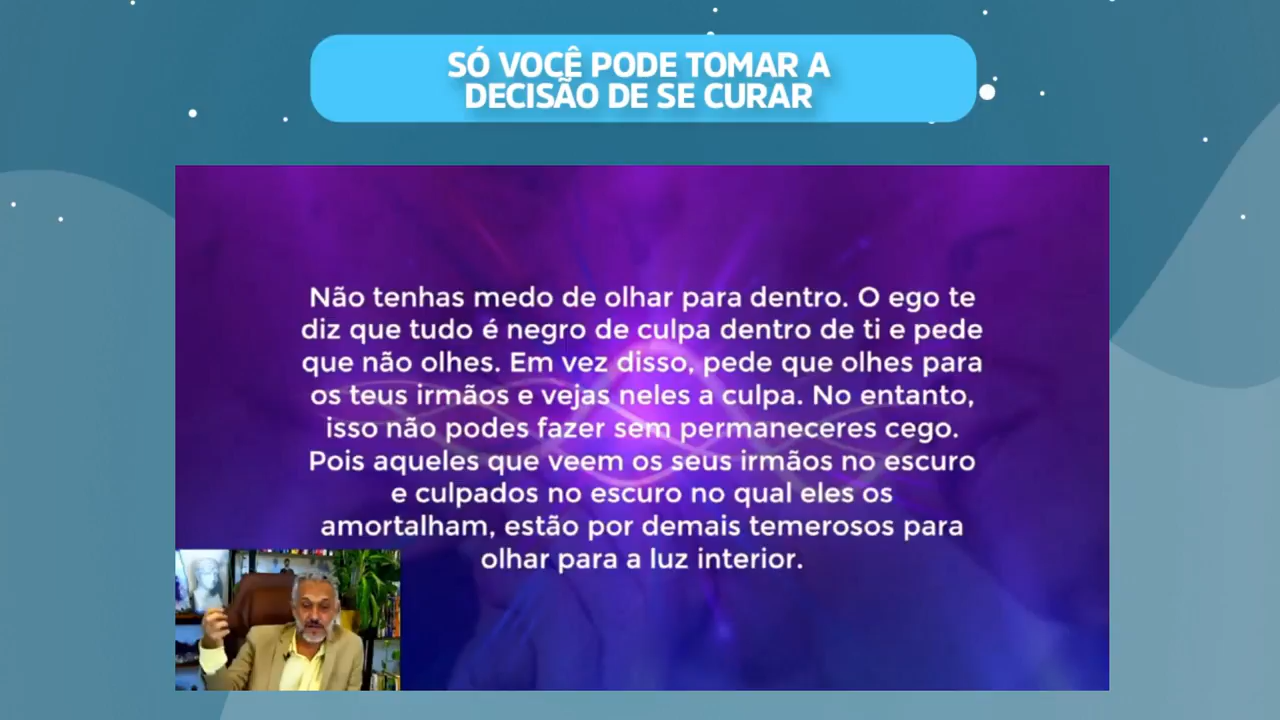 SÓ VOCÊ PODE TOMAR A
DECISÃO DE SE CURAR
Não tenhas medo de olhar para dentro. O ego te
diz que tudo é negro de culpa dentro de ti e pede
que não olhes. Em vez disso, pede que olhes para
os teus irmãos e vejas neles a culpa. No entanto,
isso não podes fazer sem permaneceres cego.
Pois aqueles que veem os seus irmãos no escuro
e culpados no escuro no qual eles os
amortalham, estão por demais temerosos para
olhar para a luz interior.